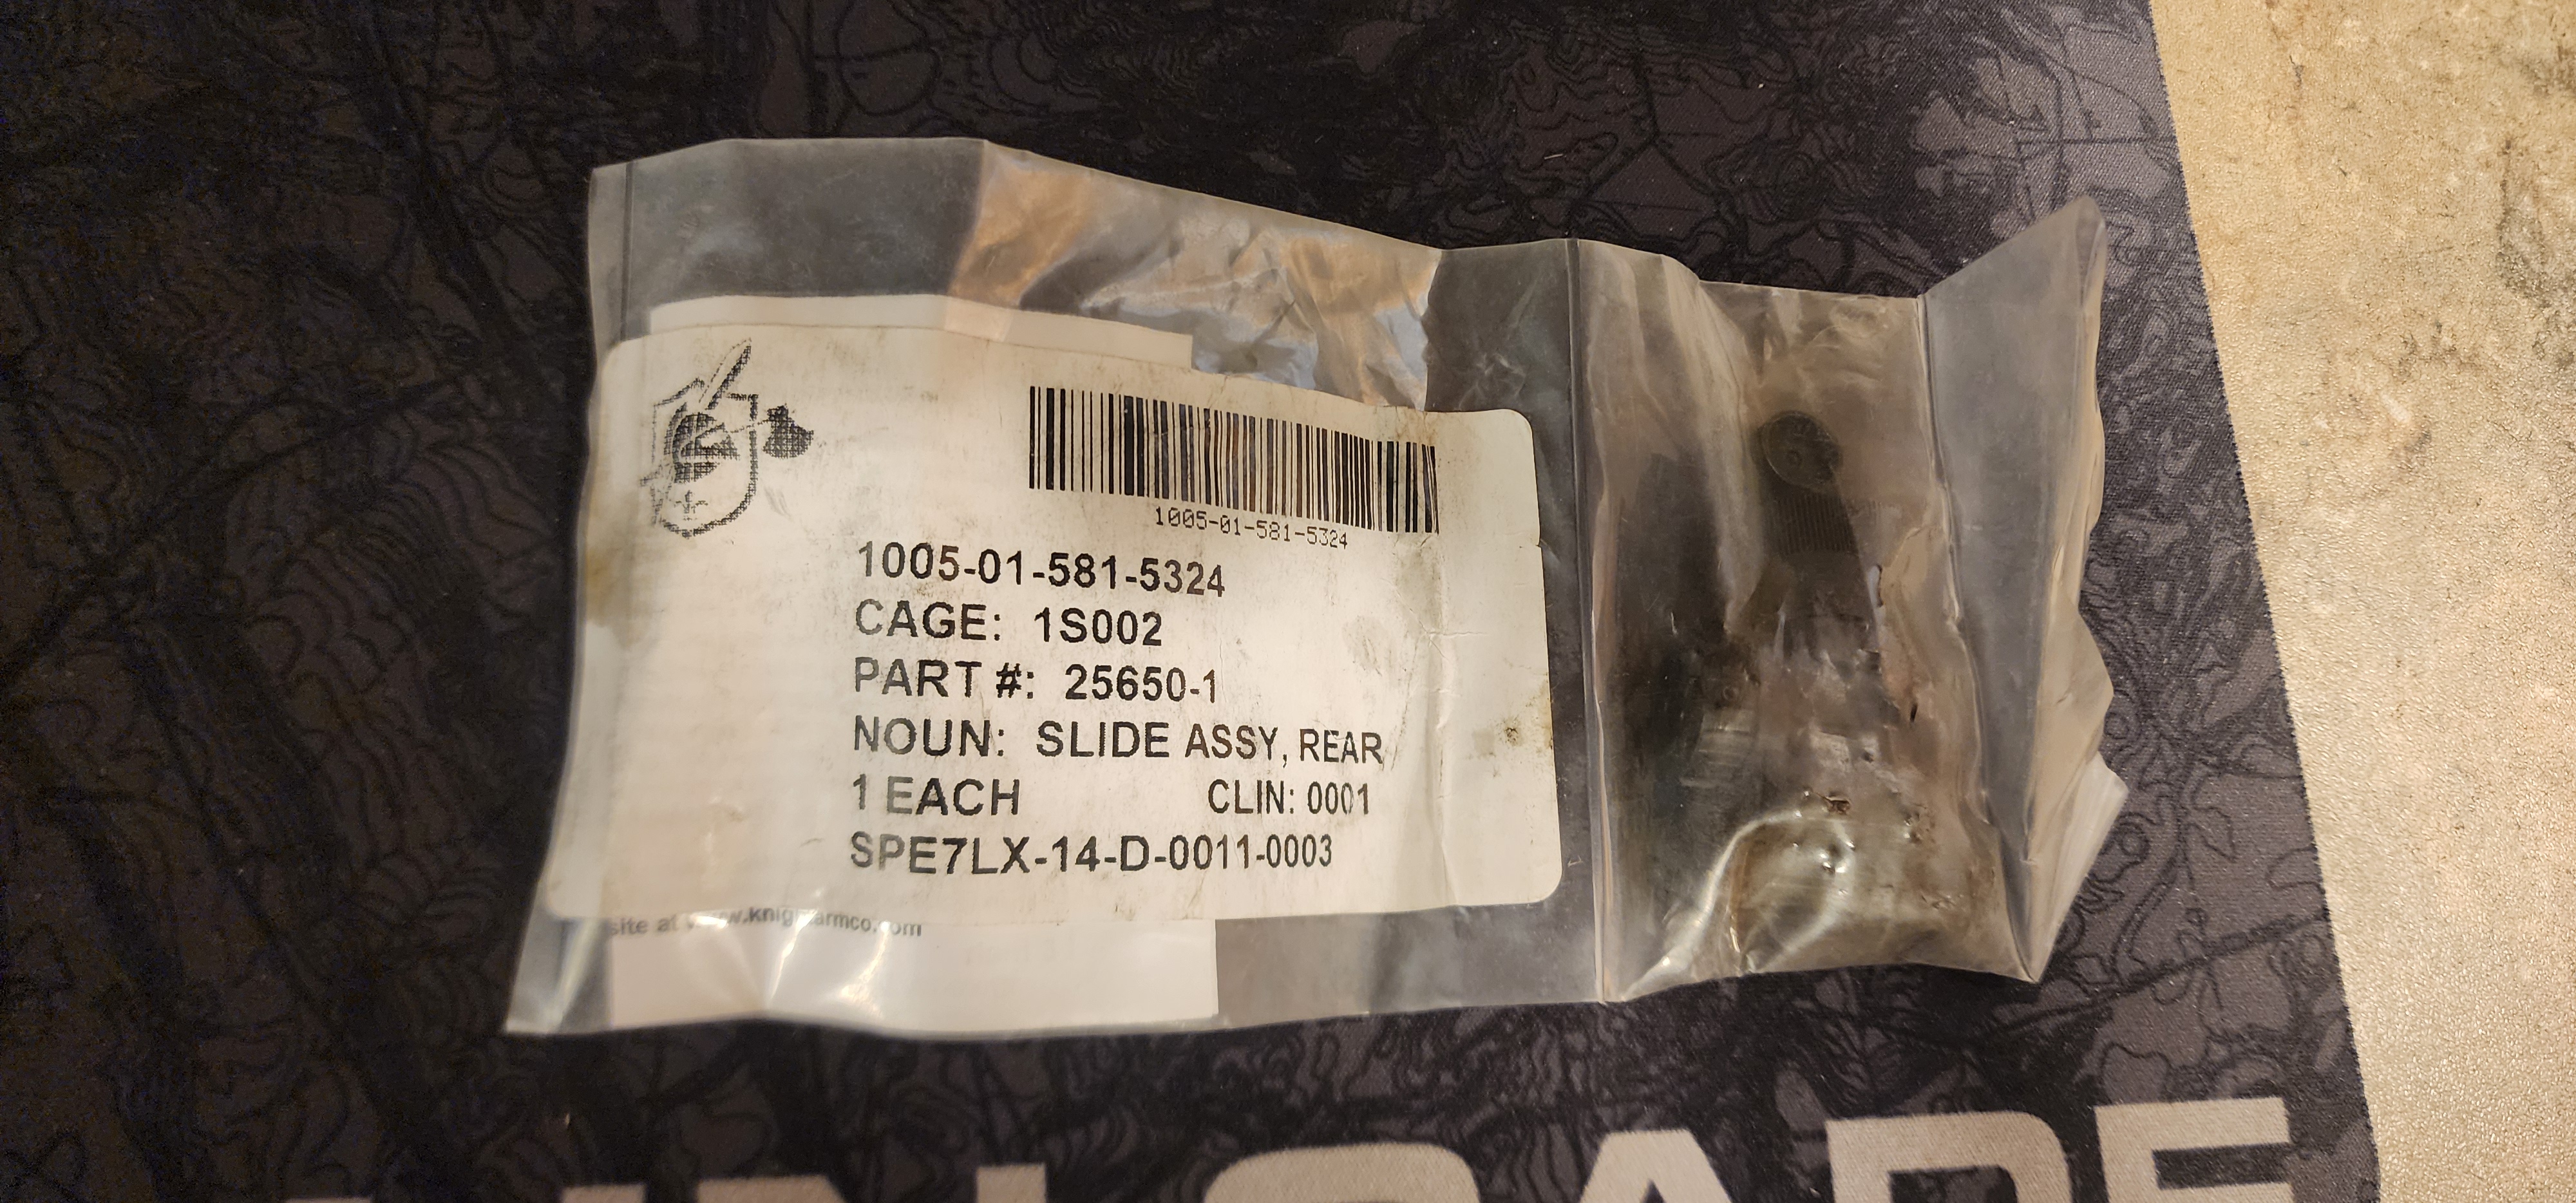 1005-01-581-5324
1005-01-581-5324
CAGE: 1S002
PART #: 25650-1
NOUN: SLIDE ASSY, REAR
1 EACH CLIN: 0001
SPE7LX-14-D-0011-0003
site at